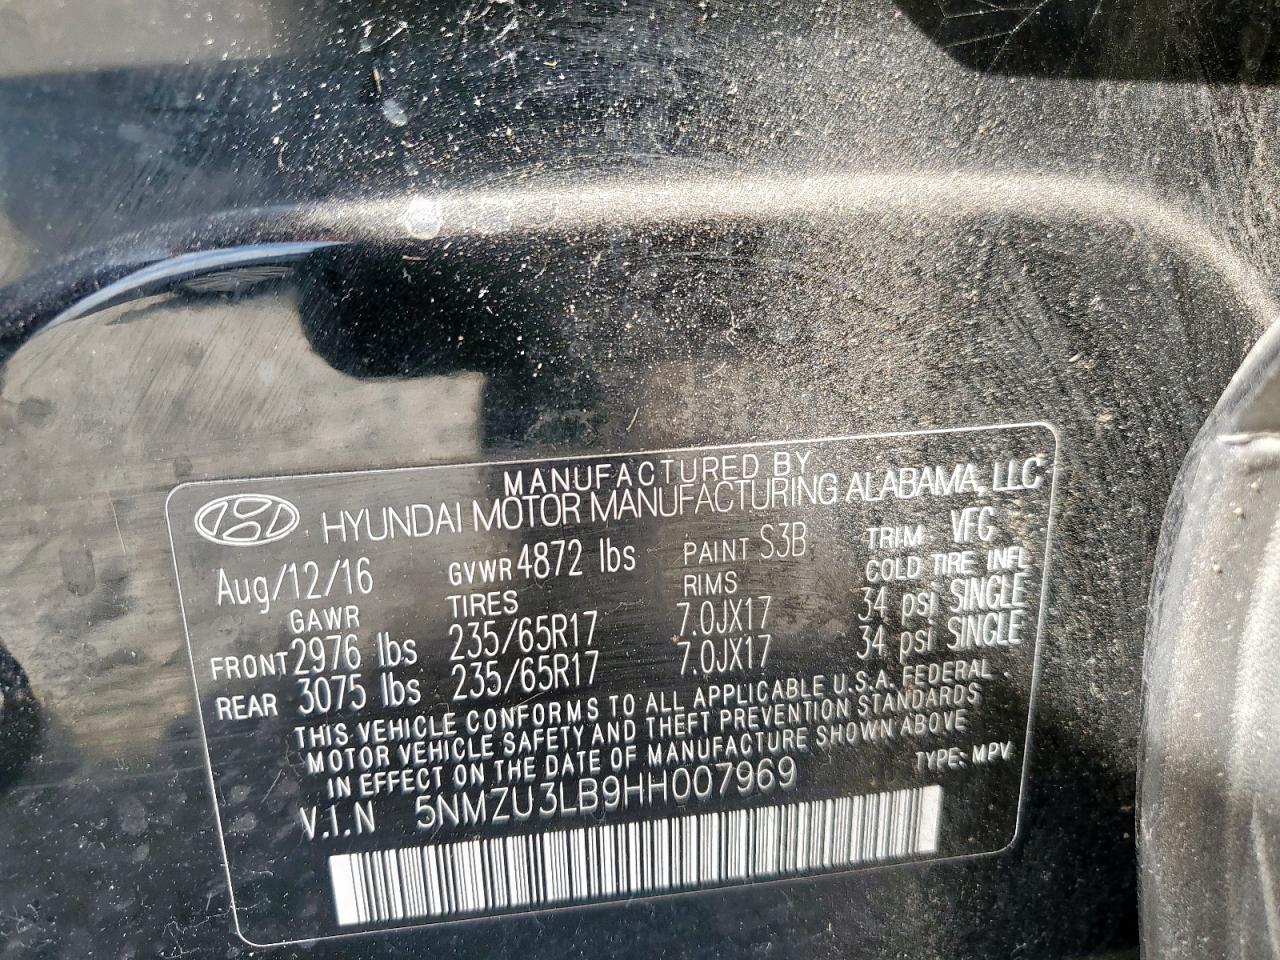 MANUFACTURED BY
HYUNDAI MOTOR MANUFACTURING ALABAMA, LLC
Aug/12/16 GVWR 4872 lbs PAINT S3B TRIM VFG
GAWR TIRES RIMS COLD TIRE INFL
FRONT 2976 lbs 235/65R17 7.0JX17 34 psi SINGLE
REAR 3075 lbs 235/65R17 7.0JX17 34 psi SINGLE
THIS VEHICLE CONFORMS TO ALL APPLICABLE U.S.A. FEDERAL
MOTOR VEHICLE SAFETY AND THEFT PREVENTION STANDARDS
IN EFFECT ON THE DATE OF MANUFACTURE SHOWN ABOVE
V.I.N 5NMZU3LB9HH007969 TYPE: MPV